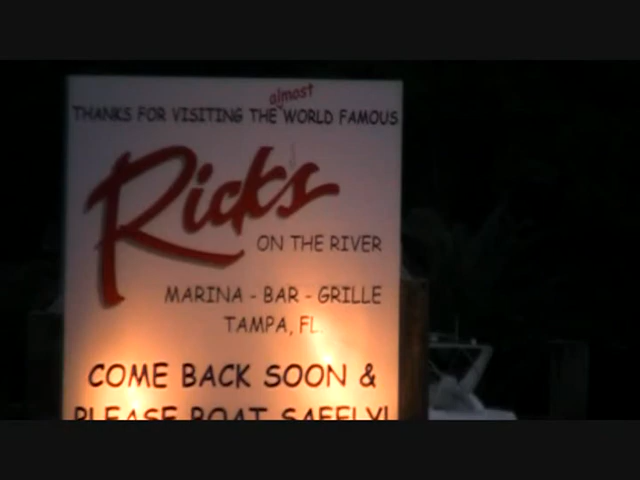 THANKS FOR VISITING THE almost WORLD FAMOUS
Rick's
ON THE RIVER
MARINA - BAR - GRILLE
TAMPA, FL.
COME BACK SOON &
PLEASE BOAT SAFELY!